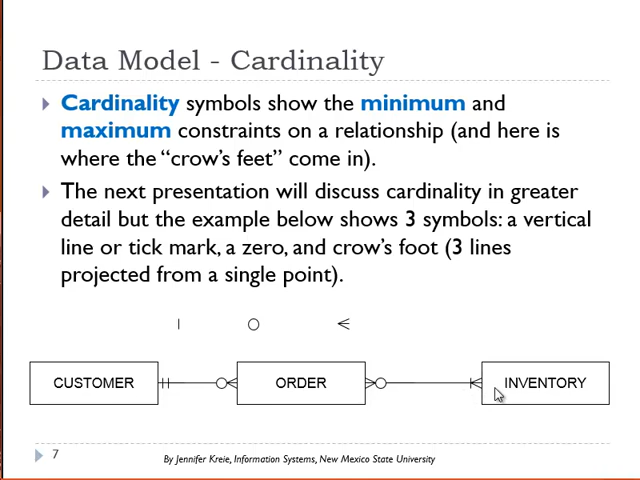 Data Model - Cardinality
Cardinality symbols show the minimum and
maximum constraints on a relationship (and here is
where the “crow’s feet” come in).
The next presentation will discuss cardinality in greater
detail but the example below shows 3 symbols: a vertical
line or tick mark, a zero, and crow’s foot (3 lines
projected from a single point).
CUSTOMER ORDER INVENTORY
7 By Jennifer Kreie, Information Systems, New Mexico State University